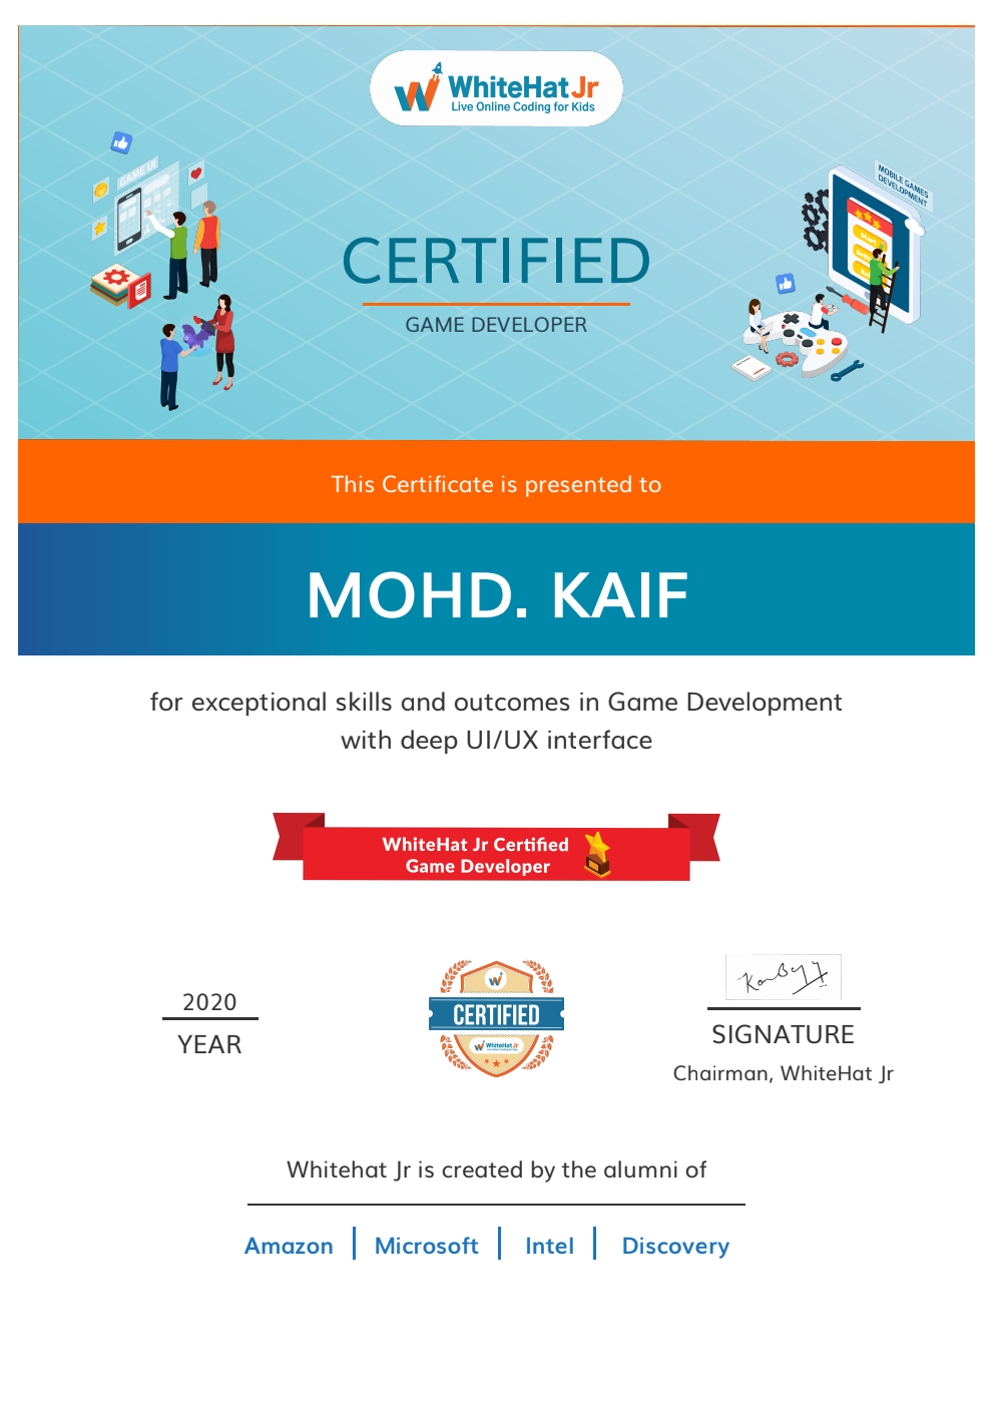 WhiteHat Jr
Live Online Coding for Kids
GAME UI
MOBILE GAMES
DEVELOPMENT
Start
CERTIFIED
GAME DEVELOPER
This Certificate is presented to
MOHD. KAIF
for exceptional skills and outcomes in Game Development
with deep UI/UX interface
WhiteHat Jr Certified
Game Developer
2020
YEAR
CERTIFIED
WhiteHat Jr
SIGNATURE
Chairman, WhiteHat Jr
Whitehat Jr is created by the alumni of
Amazon | Microsoft | Intel | Discovery